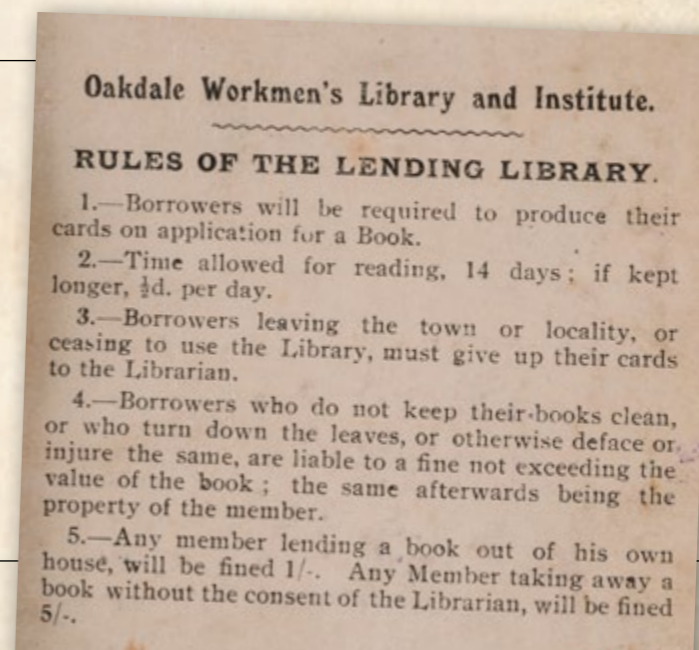 Oakdale Workmen's Library and Institute.
RULES OF THE LENDING LIBRARY.
1.—Borrowers will be required to produce their
cards on application for a Book.
2.—Time allowed for reading, 14 days; if kept
longer, ½d. per day.
3.—Borrowers leaving the town or locality, or
ceasing to use the Library, must give up their cards
to the Librarian.
4.—Borrowers who do not keep their books clean,
or who turn down the leaves, or otherwise deface or
injure the same, are liable to a fine not exceeding the
value of the book; the same afterwards being the
property of the member.
5.—Any member lending a book out of his own
house, will be fined 1/-. Any Member taking away a
book without the consent of the Librarian, will be fined
5/-.